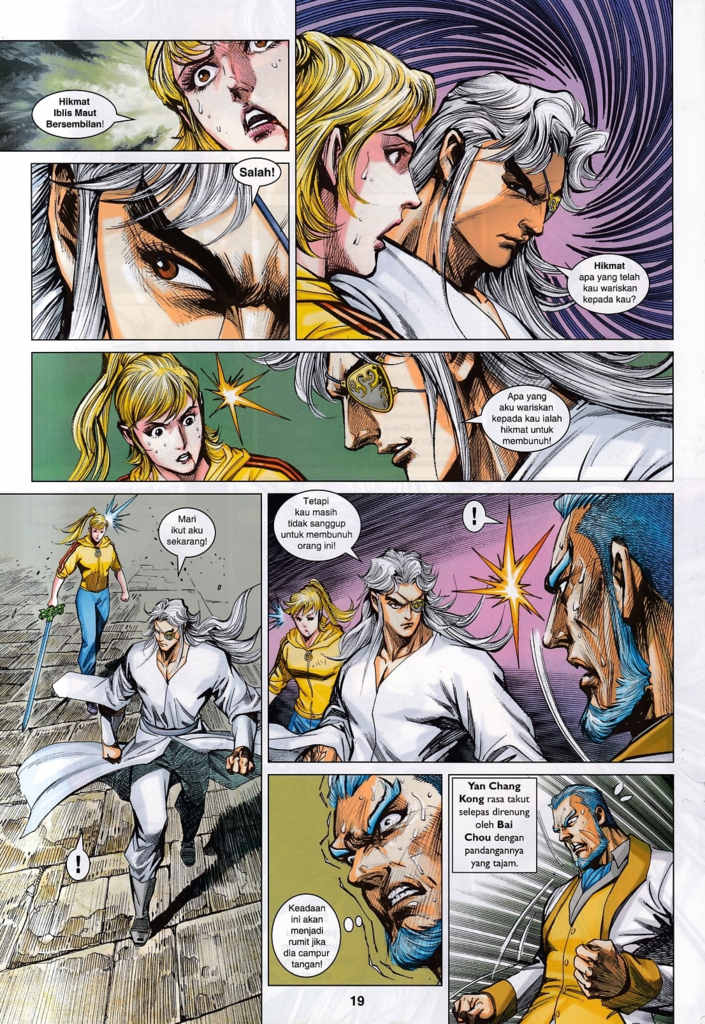 Hikmat
Iblis Maut
Bersembilan!
Salah!
Hikmat
apa yang telah
kau wariskan
kepada kau?
Apa yang
aku wariskan
kepada kau ialah
hikmat untuk
membunuh!
Mari
ikut aku
sekarang!
!
Tetapi
kau masih
tidak sanggup
untuk membunuh
orang ini!
!
Keadaan
ini akan
menjadi
rumit jika
dia campur
tangan!
Yan Chang
Kong rasa takut
selepas direnung
oleh Bai
Chou dengan
pandangannya
yang tajam.
19